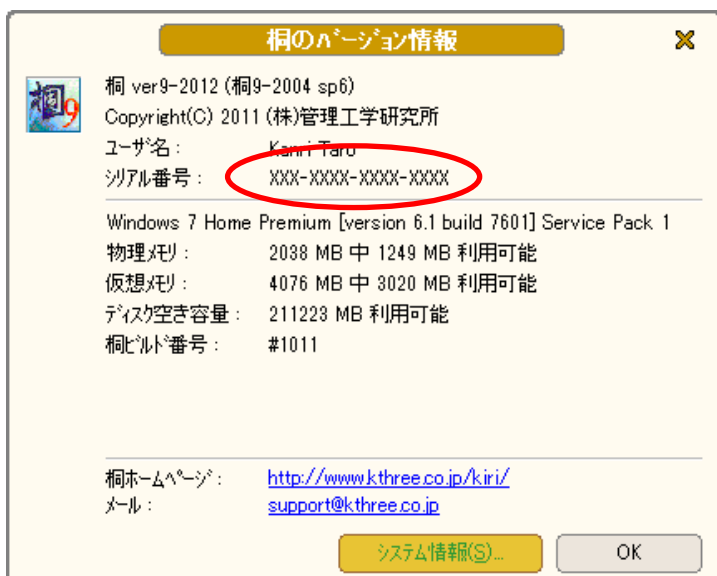 桐のﾊﾞｰｼﾞｮﾝ情報
桐9
桐 ver9-2012 (桐9-2004 sp6)
Copyright(C) 2011 (株)管理工学研究所
ﾕｰｻﾞ名 : Kanri Taro
ｼﾘｱﾙ番号 : XXX-XXXX-XXXX-XXXX
Windows 7 Home Premium [version 6.1 build 7601] Service Pack 1
物理ﾒﾓﾘ : 2038 MB 中 1249 MB 利用可能
仮想ﾒﾓﾘ : 4076 MB 中 3020 MB 利用可能
ﾃﾞｨｽｸ空き容量 : 211223 MB 利用可能
桐ﾋﾞﾙﾄﾞ番号 : #1011
桐ﾎｰﾑﾍﾟｰｼﾞ : http://www.kthree.co.jp/kiri/
ﾒｰﾙ : support@kthree.co.jp
ｼｽﾃﾑ情報(S)... OK